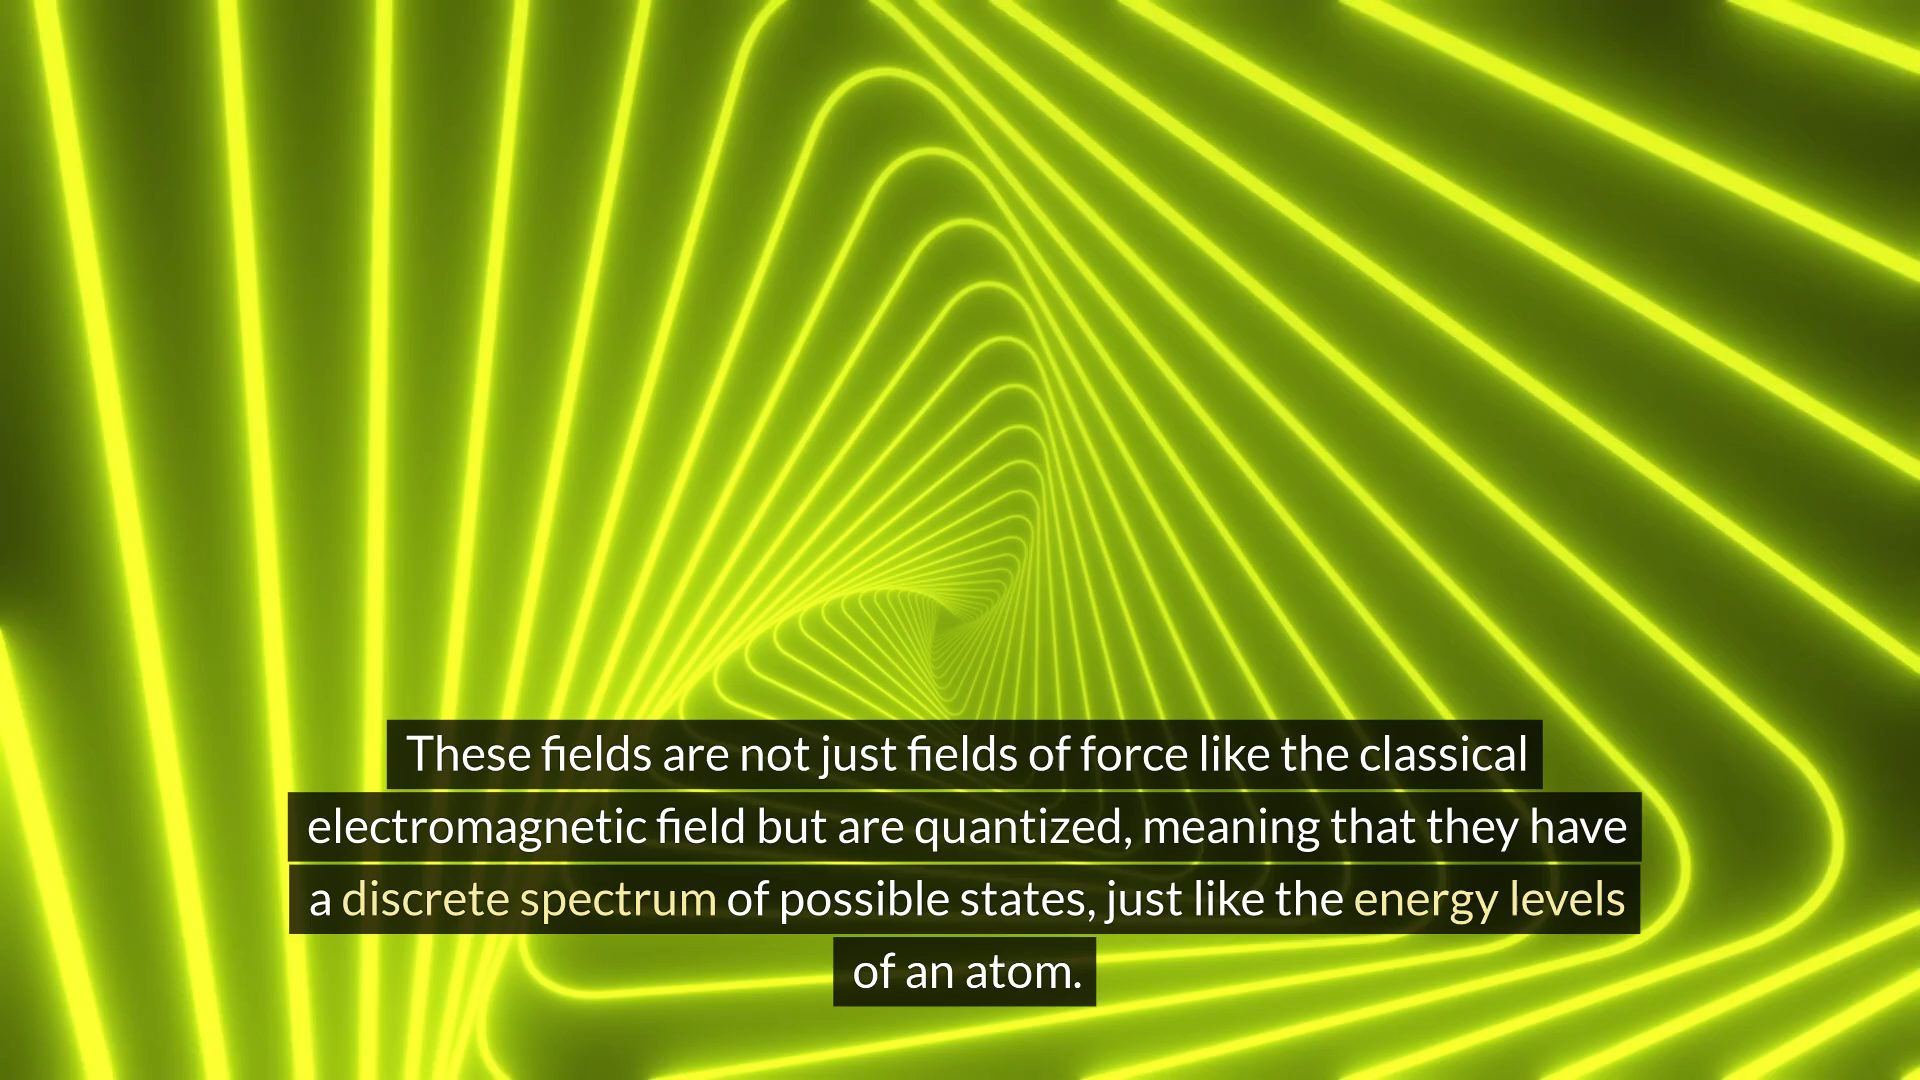 These fields are not just fields of force like the classical
electromagnetic field but are quantized, meaning that they have
a discrete spectrum of possible states, just like the energy levels
of an atom.